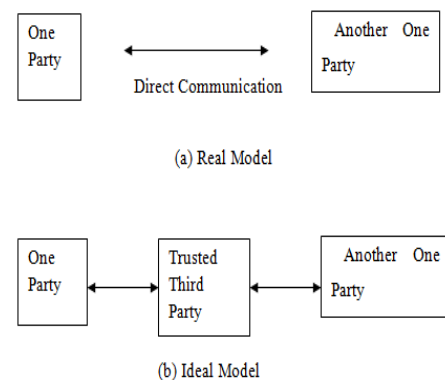 One
Party
Direct Communication
Another One
Party
(a) Real Model
One
Party
Trusted
Third
Party
Another One
Party
(b) Ideal Model